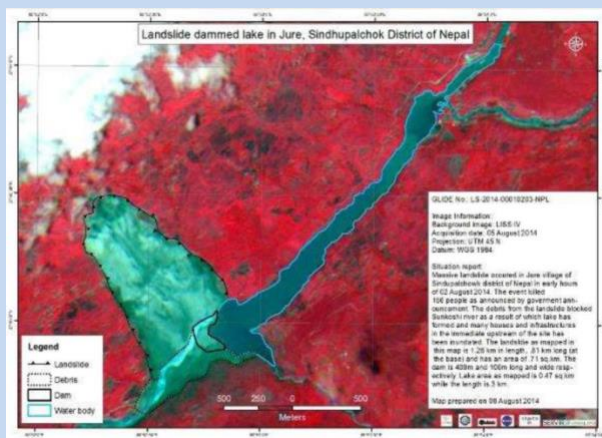 Landslide dammed lake in Jure, Sindhupalchok District of Nepal
GLIDE No: LS-2014-00010203-NPL
Image Information:
Background Image: LISS IV
Acquisition date: 05 August 2014
Projection: UTM 45 N
Datum: WGS 1984
Situation report:
Massive landslide occured in Jure village of
Sindupalchowk district of Nepal in early hours
of 02 August 2014. The event killed
156 people as announced by goverment ann-
ouncement. The debris from the landslide blocked
Sunkoshi river as a result of which lake has
formed and many houses and infrastructures
in the immediate upstream of the site has
been inundated. The landslide as mapped in
this map is 1.26 km in length, .81 km long (at
the base) and has an area of .71 sq.km. The
dam is 409m and 106m long and wide resp-
ectively. Lake area as mapped is 0.47 sq.km
while the length is 3 km.
Map prepared on 06 August 2014
Legend
Landslide
Debris
Dam
Water body
500 250 0 500
Meters